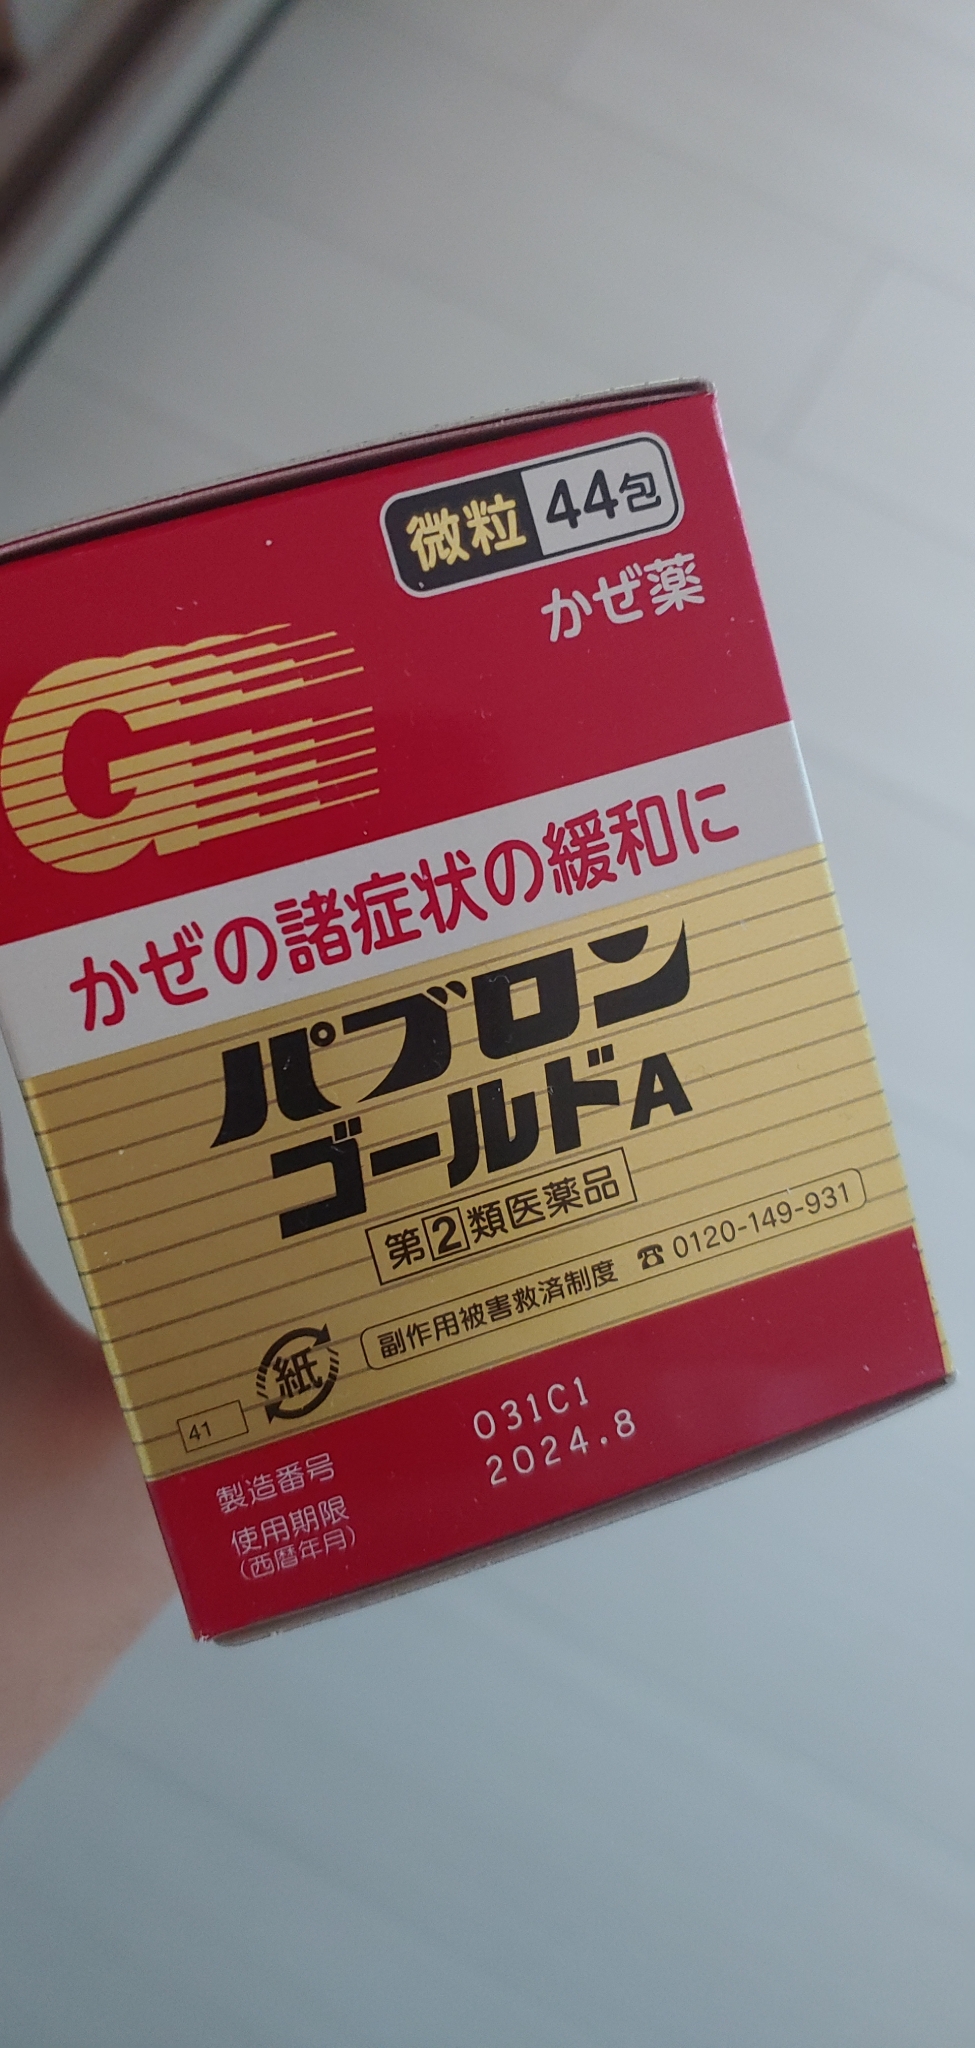 微粒 44包
かぜ薬
G
かぜの諸症状の緩和に
パブロン
ゴールドA
第2類医薬品
副作用被害救済制度 ☎ 0120-149-931
紙
41
製造番号 031C1
使用期限 2024.8
(西暦年月)